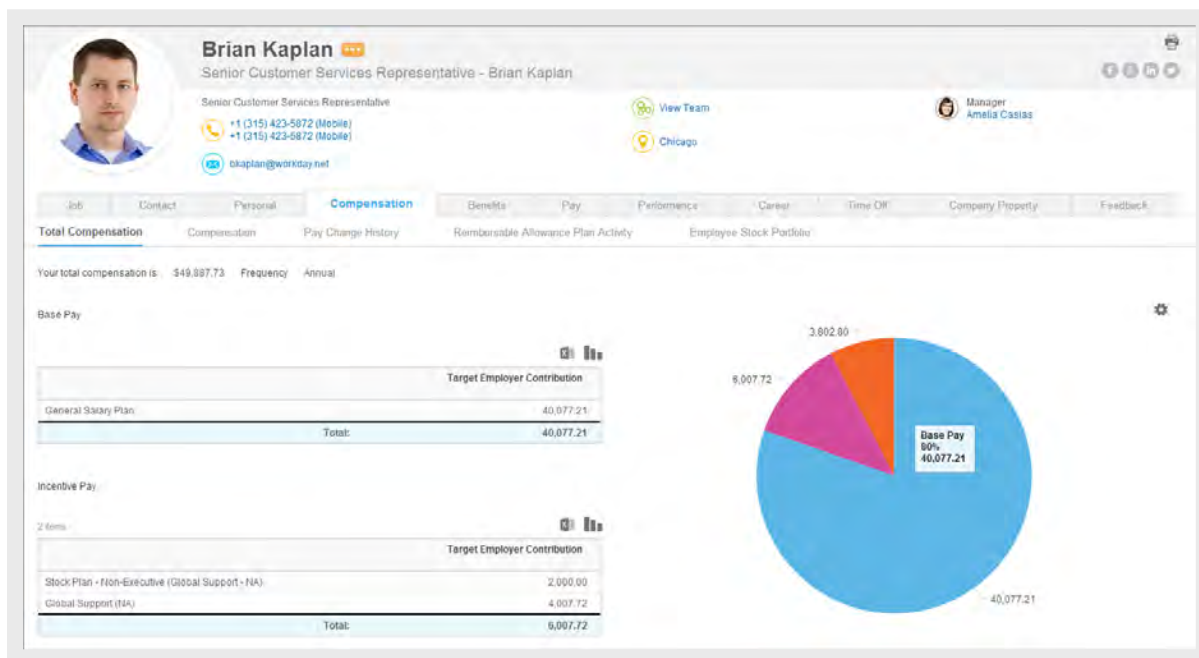 Brian Kaplan
Senior Customer Services Representative - Brian Kaplan
Senior Customer Services Representative
+1 (315) 423-5872 (Mobile)
+1 (315) 423-5872 (Mobile)
bkaplan@workday.net
View Team
Chicago
Manager
Amelia Casias
Job Contact Personal Compensation Benefits Pay Performance Career Time Off Company Property Feedback
Total Compensation Compensation Pay Change History Reimbursable Allowance Plan Activity Employee Stock Portfolio
Your total compensation is $49,887.73 Frequency Annual
Base Pay
Target Employer Contribution
General Salary Plan 40,077.21
Total: 40,077.21
Incentive Pay
2 items
Target Employer Contribution
Stock Plan - Non-Executive (Global Support - NA) 2,000.00
Global Support (NA) 4,007.72
Total: 6,007.72
3,802.80
6,007.72
Base Pay
80%
40,077.21
40,077.21